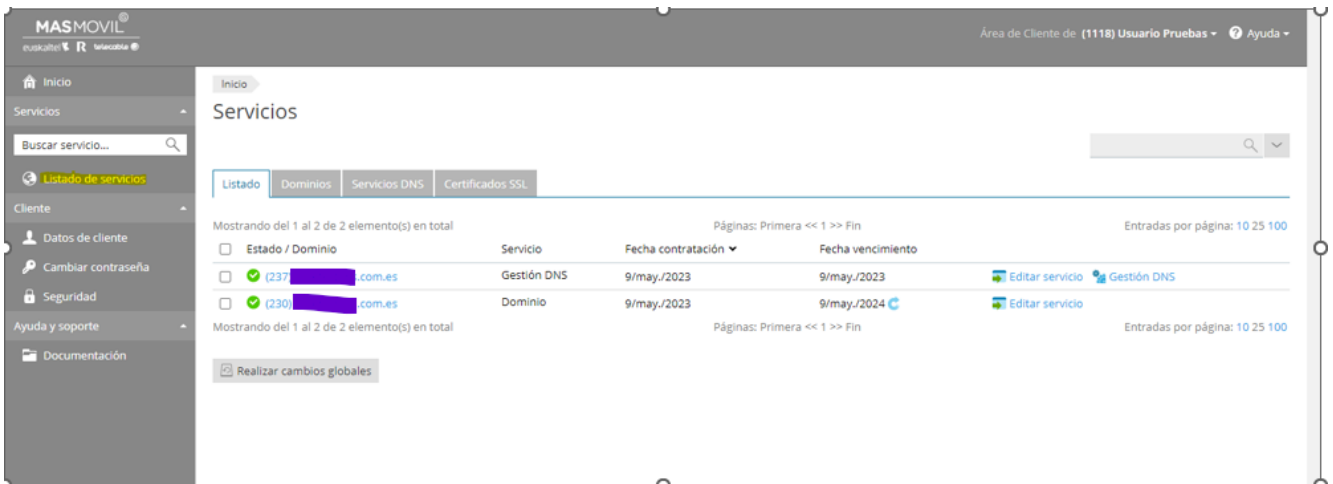 MASMOVIL
euskaltel R telecable
Área de Cliente de (1118) Usuario Pruebas ? Ayuda
Inicio
Servicios
Buscar servicio...
Listado de servicios
Cliente
Datos de cliente
Cambiar contraseña
Seguridad
Ayuda y soporte
Documentación
Inicio
Servicios
Listado Dominios Servicios DNS Certificados SSL
Mostrando del 1 al 2 de 2 elemento(s) en total Páginas: Primera << 1 >> Fin Entradas por página: 10 25 100
Estado / Dominio Servicio Fecha contratación Fecha vencimiento
(237 .com.es Gestión DNS 9/may./2023 9/may./2023 Editar servicio Gestión DNS
(230) .com.es Dominio 9/may./2023 9/may./2024 Editar servicio
Mostrando del 1 al 2 de 2 elemento(s) en total Páginas: Primera << 1 >> Fin Entradas por página: 10 25 100
Realizar cambios globales